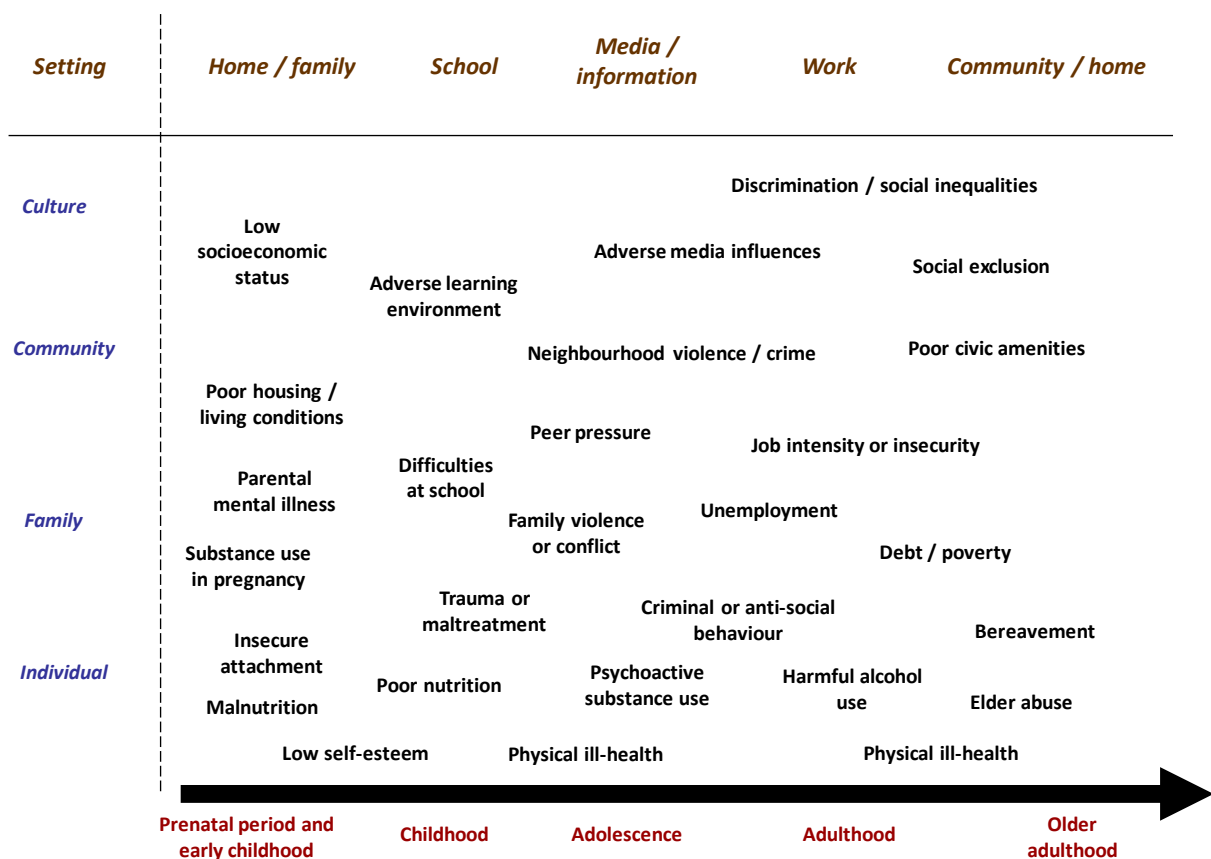 Setting
Home / family
School
Media /
information
Work
Community / home
Culture
Discrimination / social inequalities
Low
socioeconomic
status
Adverse media influences
Social exclusion
Adverse learning
environment
Community
Neighbourhood violence / crime
Poor civic amenities
Poor housing /
living conditions
Peer pressure
Job intensity or insecurity
Difficulties
at school
Parental
mental illness
Family
Family violence
or conflict
Unemployment
Substance use
in pregnancy
Debt / poverty
Trauma or
maltreatment
Criminal or anti-social
behaviour
Bereavement
Insecure
attachment
Individual
Poor nutrition
Psychoactive
substance use
Harmful alcohol
use
Malnutrition
Elder abuse
Low self-esteem
Physical ill-health
Physical ill-health
Prenatal period and
early childhood
Childhood
Adolescence
Adulthood
Older
adulthood